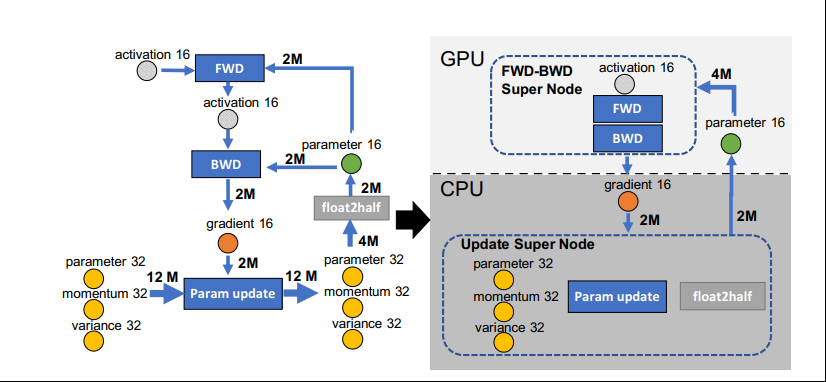 activation 16
FWD
2M
activation 16
parameter 16
BWD
2M
2M
2M
float2half
gradient 16
4M
2M
parameter 32
12 M
momentum 32
variance 32
Param update
12 M
parameter 32
momentum 32
variance 32
GPU
FWD-BWD
Super Node
activation 16
FWD
BWD
4M
parameter 16
CPU
gradient 16
2M
2M
Update Super Node
parameter 32
momentum 32
variance 32
Param update
float2half